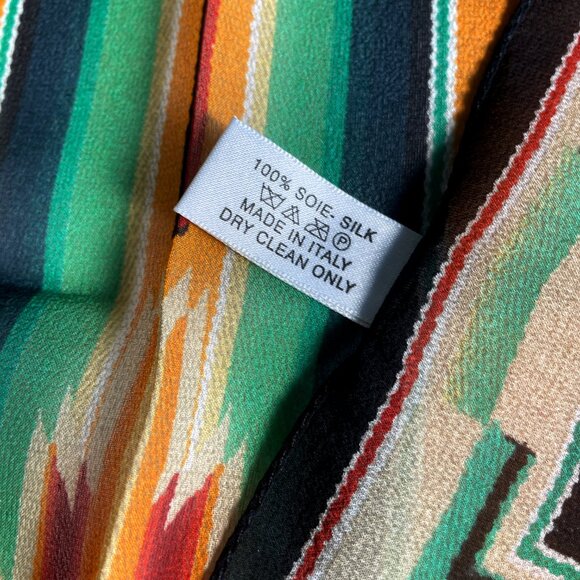 100% SOIE- SILK
Ⓟ
MADE IN ITALY
DRY CLEAN ONLY